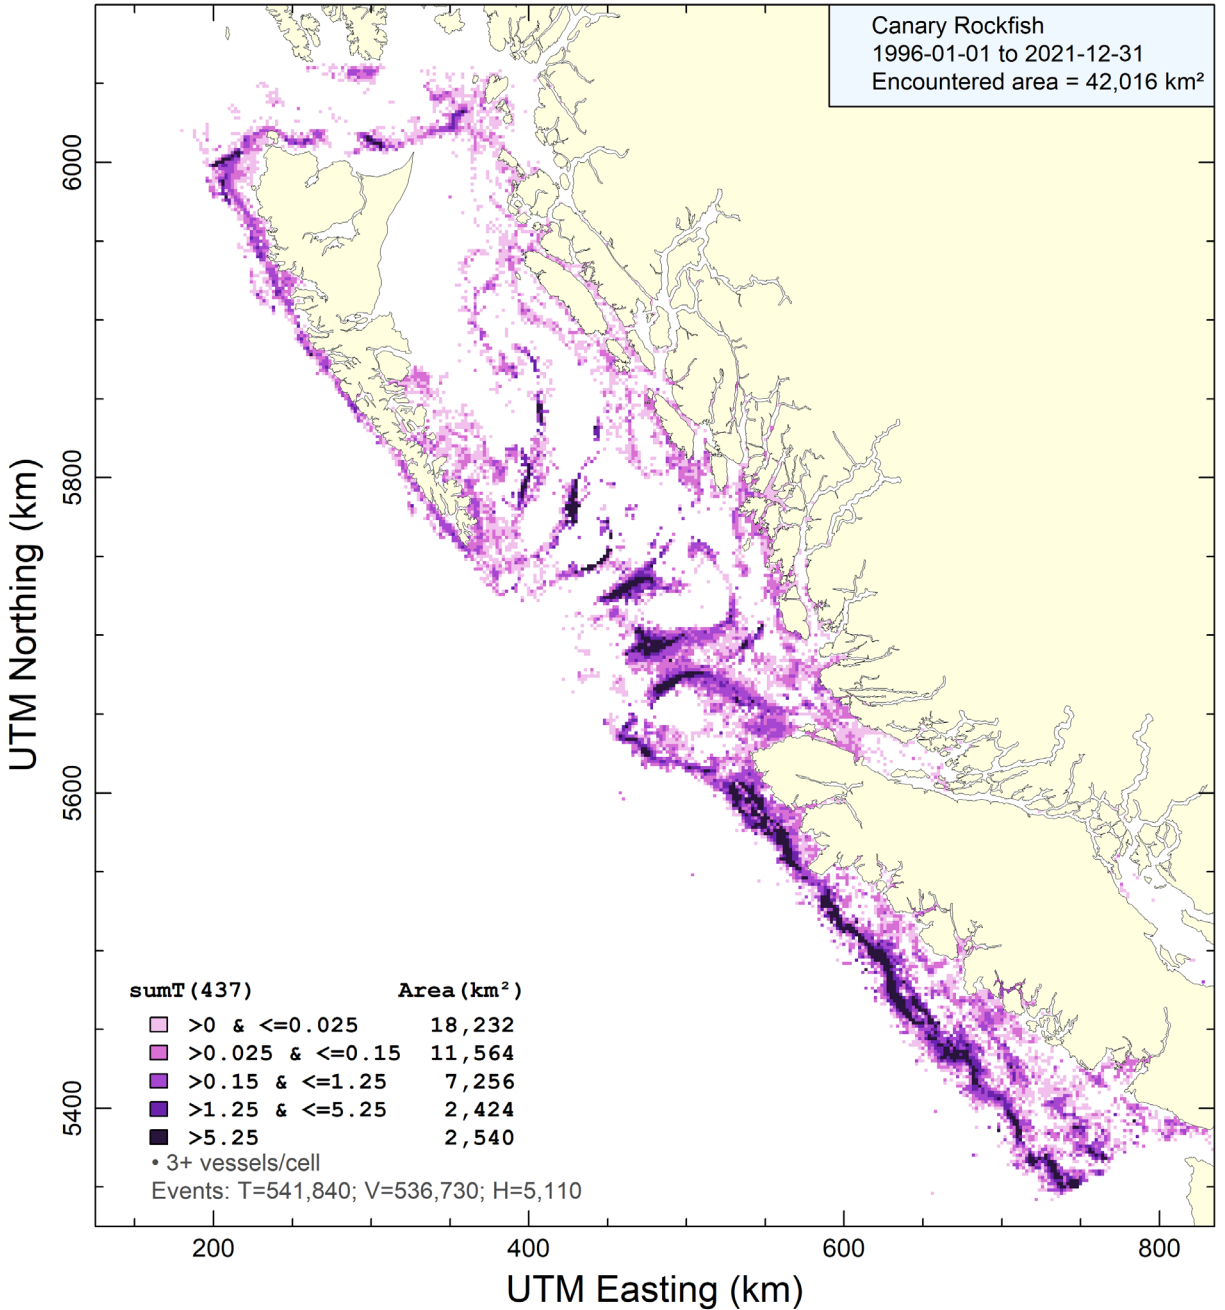 Canary Rockfish
1996-01-01 to 2021-12-31
Encountered area = 42,016 km²
6000
5800
5600
5400
UTM Northing (km)
sumT(437) Area(km²)
>0 & <=0.025 18,232
>0.025 & <=0.15 11,564
>0.15 & <=1.25 7,256
>1.25 & <=5.25 2,424
>5.25 2,540
• 3+ vessels/cell
Events: T=541,840; V=536,730; H=5,110
200 400 600 800
UTM Easting (km)